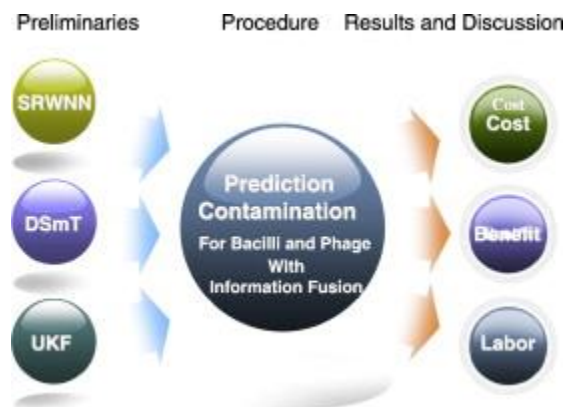 Preliminaries Procedure Results and Discussion
SRWNN
DSmT
UKF
Prediction
Contamination
For Bacilli and Phage
With
Information Fusion
Cost
Cost
Benefit
Labor